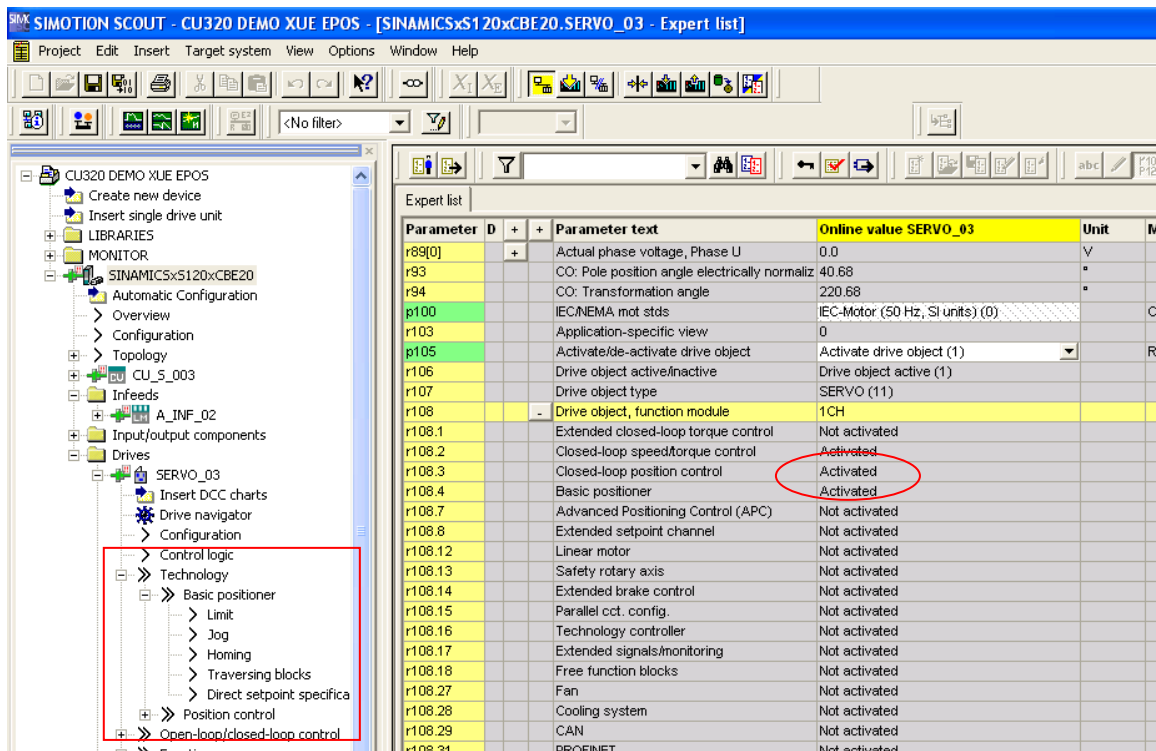 SIMOTION SCOUT - CU320 DEMO XUE EPOS - [SINAMICSxS120xCBE20.SERVO_03 - Expert list]
Project Edit Insert Target system View Options Window Help
<No filter>
CU320 DEMO XUE EPOS
Create new device
Insert single drive unit
LIBRARIES
MONITOR
SINAMICSxS120xCBE20
Automatic Configuration
Overview
Configuration
Topology
CU_S_003
Infeeds
A_INF_02
Input/output components
Drives
SERVO_03
Insert DCC charts
Drive navigator
Configuration
Control logic
Technology
Basic positioner
Limit
Jog
Homing
Traversing blocks
Direct setpoint specifica
Position control
Open-loop/closed-loop control
abc
Expert list
Parameter D + + Parameter text Online value SERVO_03 Unit M
r89[0] + Actual phase voltage, Phase U 0.0 V
r93 CO: Pole position angle electrically normaliz 40.68 °
r94 CO: Transformation angle 220.68 °
p100 IEC/NEMA mot stds IEC-Motor (50 Hz, SI units) (0) C
r103 Application-specific view 0
p105 Activate/de-activate drive object Activate drive object (1) R
r106 Drive object active/inactive Drive object active (1)
r107 Drive object type SERVO (11)
r108 - Drive object, function module 1CH
r108.1 Extended closed-loop torque control Not activated
r108.2 Closed-loop speed/torque control Activated
r108.3 Closed-loop position control Activated
r108.4 Basic positioner Activated
r108.7 Advanced Positioning Control (APC) Not activated
r108.8 Extended setpoint channel Not activated
r108.12 Linear motor Not activated
r108.13 Safety rotary axis Not activated
r108.14 Extended brake control Not activated
r108.15 Parallel cct. config. Not activated
r108.16 Technology controller Not activated
r108.17 Extended signals/monitoring Not activated
r108.18 Free function blocks Not activated
r108.27 Fan Not activated
r108.28 Cooling system Not activated
r108.29 CAN Not activated
r108.31 PROFINET Not activated